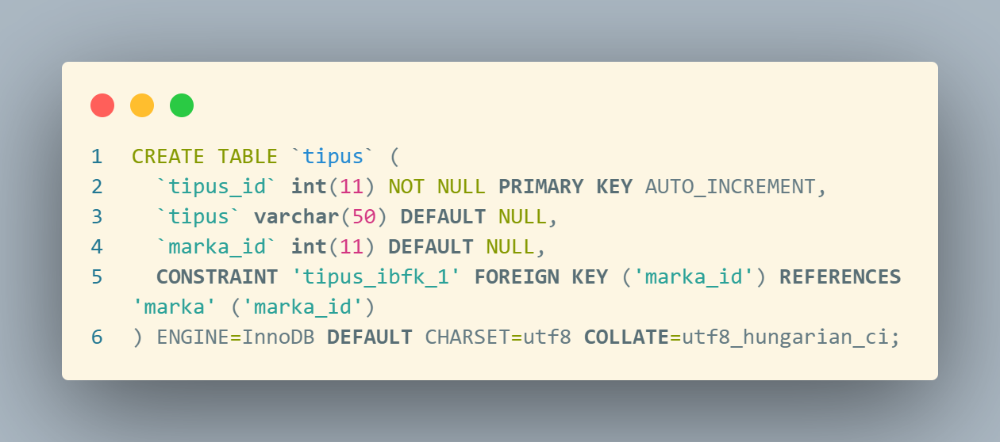 1 CREATE TABLE `tipus` (
2   `tipus_id` int(11) NOT NULL PRIMARY KEY AUTO_INCREMENT,
3   `tipus` varchar(50) DEFAULT NULL,
4   `marka_id` int(11) DEFAULT NULL,
5   CONSTRAINT 'tipus_ibfk_1' FOREIGN KEY ('marka_id') REFERENCES
'marka' ('marka_id')
6 ) ENGINE=InnoDB DEFAULT CHARSET=utf8 COLLATE=utf8_hungarian_ci;